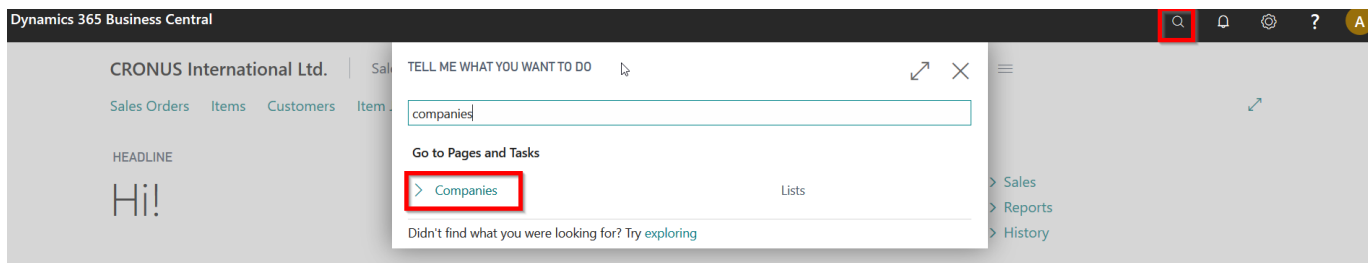 Dynamics 365 Business Central
?
A
CRONUS International Ltd.
TELL ME WHAT YOU WANT TO DO
Sales Orders Items Customers Item
companies
HEADLINE
Go to Pages and Tasks
Hi!
> Companies Lists
> Sales
> Reports
Didn't find what you were looking for? Try exploring
> History